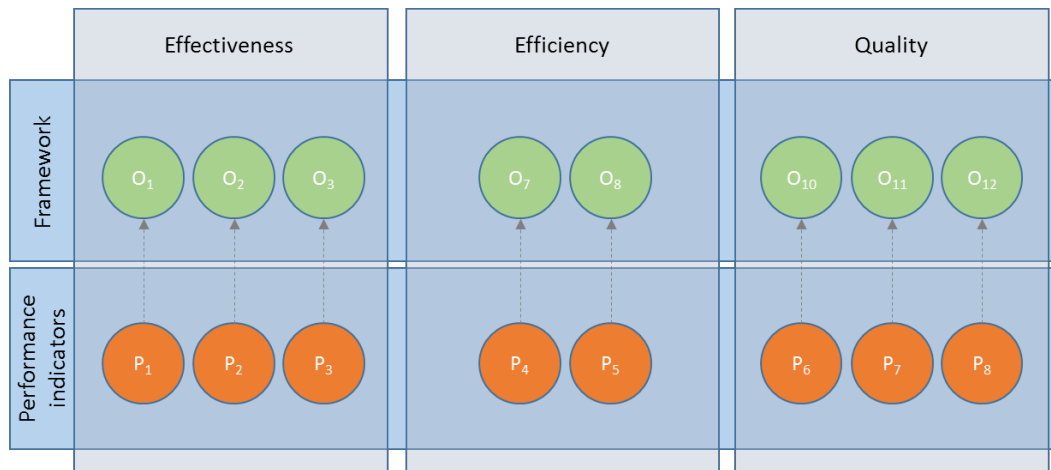 Effectiveness
Efficiency
Quality
Framework
O₁
O₂
O₃
O₇
O₈
O₁₀
O₁₁
O₁₂
Performance
indicators
P₁
P₂
P₃
P₄
P₅
P₆
P₇
P₈